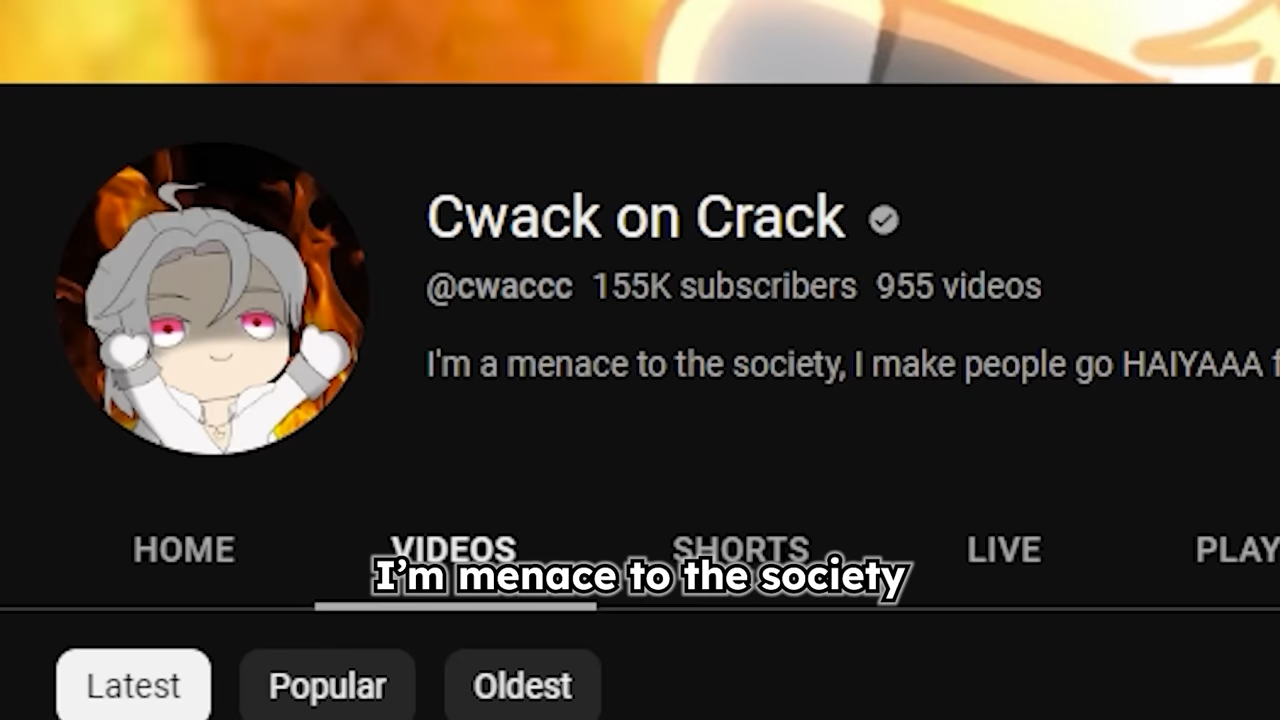 Cwack on Crack
@cwaccc 155K subscribers 955 videos
I'm a menace to the society, I make people go HAIYAAA f
HOME VIDEOS SHORTS LIVE PLAY
I'm menace to the society
Latest Popular Oldest